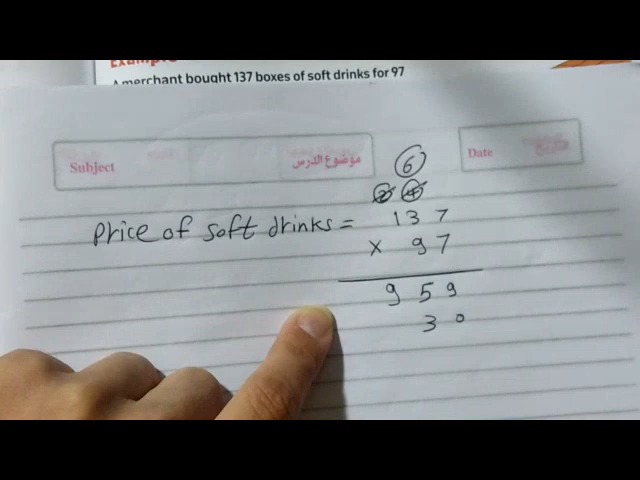 Example
A merchant bought 137 boxes of soft drinks for 97
Subject موضوع الدرس Date
6
2 4
price of soft drinks = 137
× 97
959
30